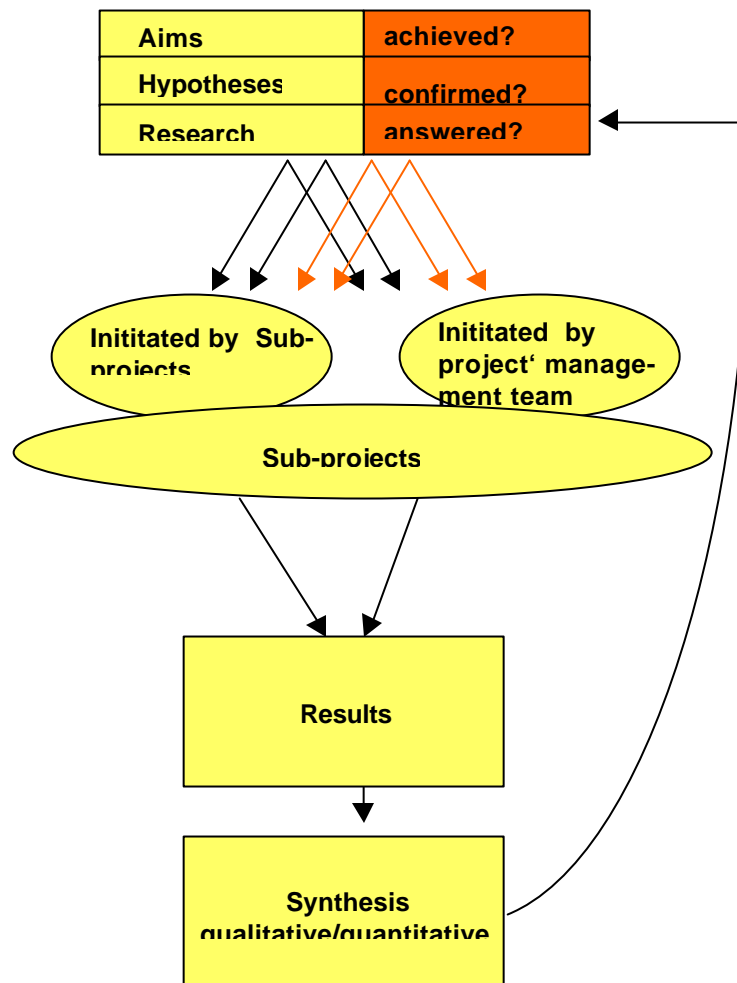 Aims achieved?
Hypotheses confirmed?
Research answered?
Inititated by Sub-
projects
Inititated by
project‘ manage-
ment team
Sub-projects
Results
Synthesis
qualitative/quantitative